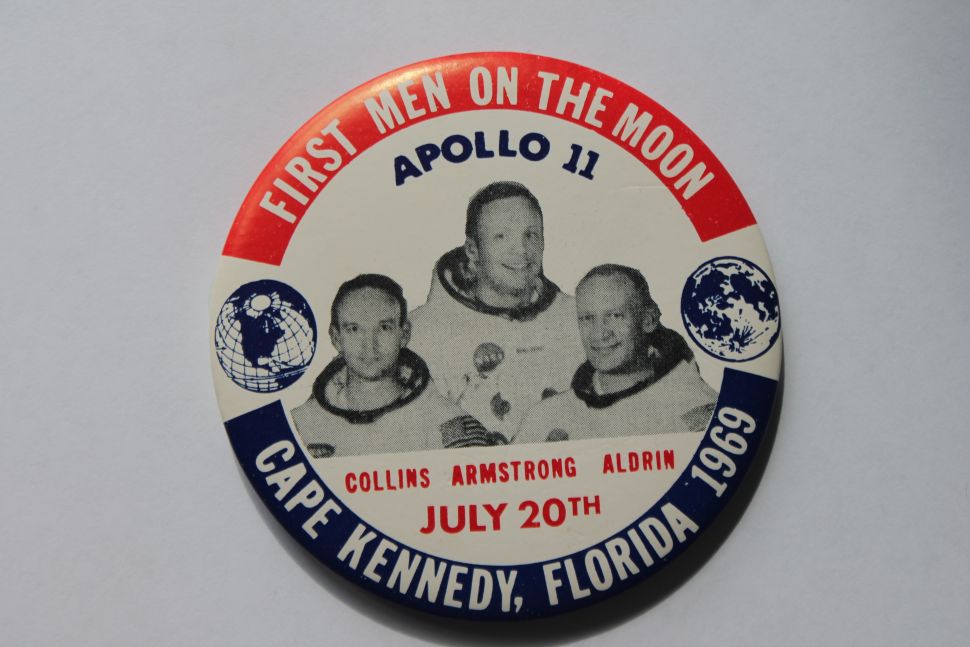 FIRST MEN ON THE MOON
APOLLO 11
COLLINS ARMSTRONG ALDRIN
JULY 20TH
CAPE KENNEDY, FLORIDA 1969